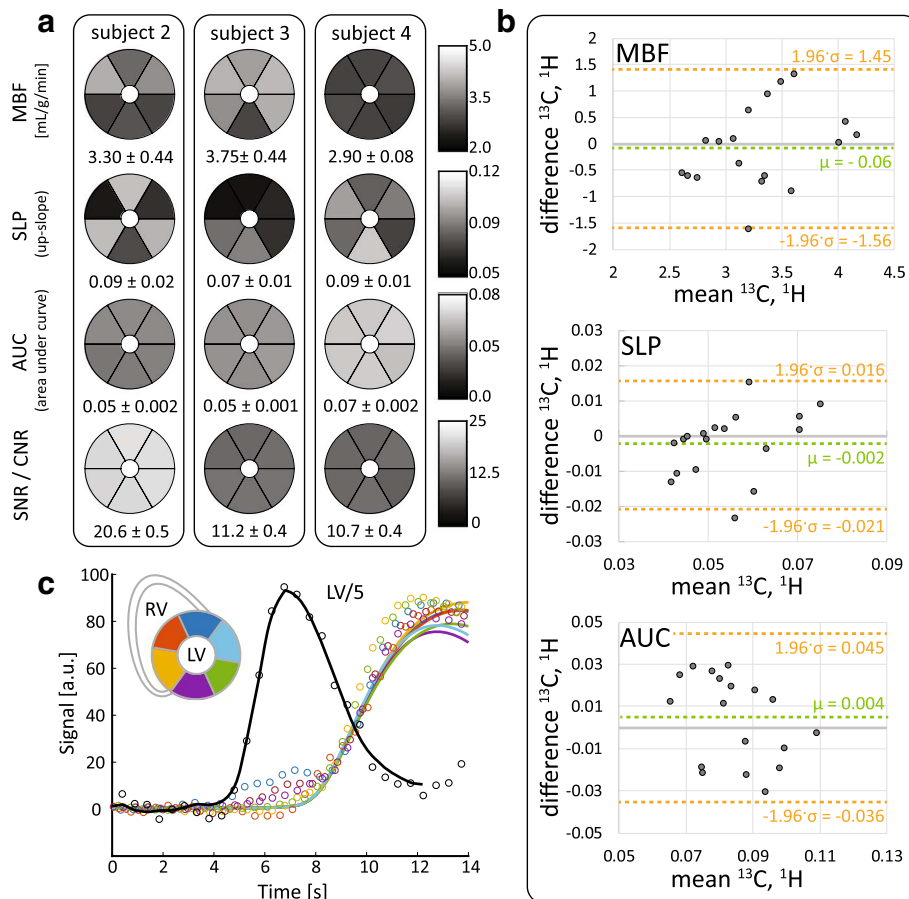 a
subject 2 subject 3 subject 4
MBF
[mL/g/min]
5.0
3.5
2.0
3.30 ± 0.44 3.75± 0.44 2.90 ± 0.08
SLP
(up-slope)
0.12
0.09
0.05
0.09 ± 0.02 0.07 ± 0.01 0.09 ± 0.01
AUC
(area under curve)
0.08
0.05
0.0
0.05 ± 0.002 0.05 ± 0.001 0.07 ± 0.002
SNR / CNR
25
12.5
0
20.6 ± 0.5 11.2 ± 0.4 10.7 ± 0.4
b
MBF
difference ¹³C, ¹H
2
1.5
1
0.5
0
-0.5
-1
-1.5
-2
1.96·σ = 1.45
μ = - 0.06
-1.96·σ = -1.56
2 2.5 3 3.5 4 4.5
mean ¹³C, ¹H
SLP
difference ¹³C, ¹H
0.03
0.02
0.01
0
-0.01
-0.02
-0.03
1.96·σ = 0.016
μ = -0.002
-1.96·σ = -0.021
0.03 0.05 0.07 0.09
mean ¹³C, ¹H
AUC
difference ¹³C, ¹H
0.05
0.03
0.01
-0.01
-0.03
-0.05
1.96·σ = 0.045
μ = 0.004
-1.96·σ = -0.036
0.05 0.07 0.09 0.11 0.13
mean ¹³C, ¹H
c
Signal [a.u.]
100
80
60
40
20
0
RV
LV
LV/5
0 2 4 6 8 10 12 14
Time [s]